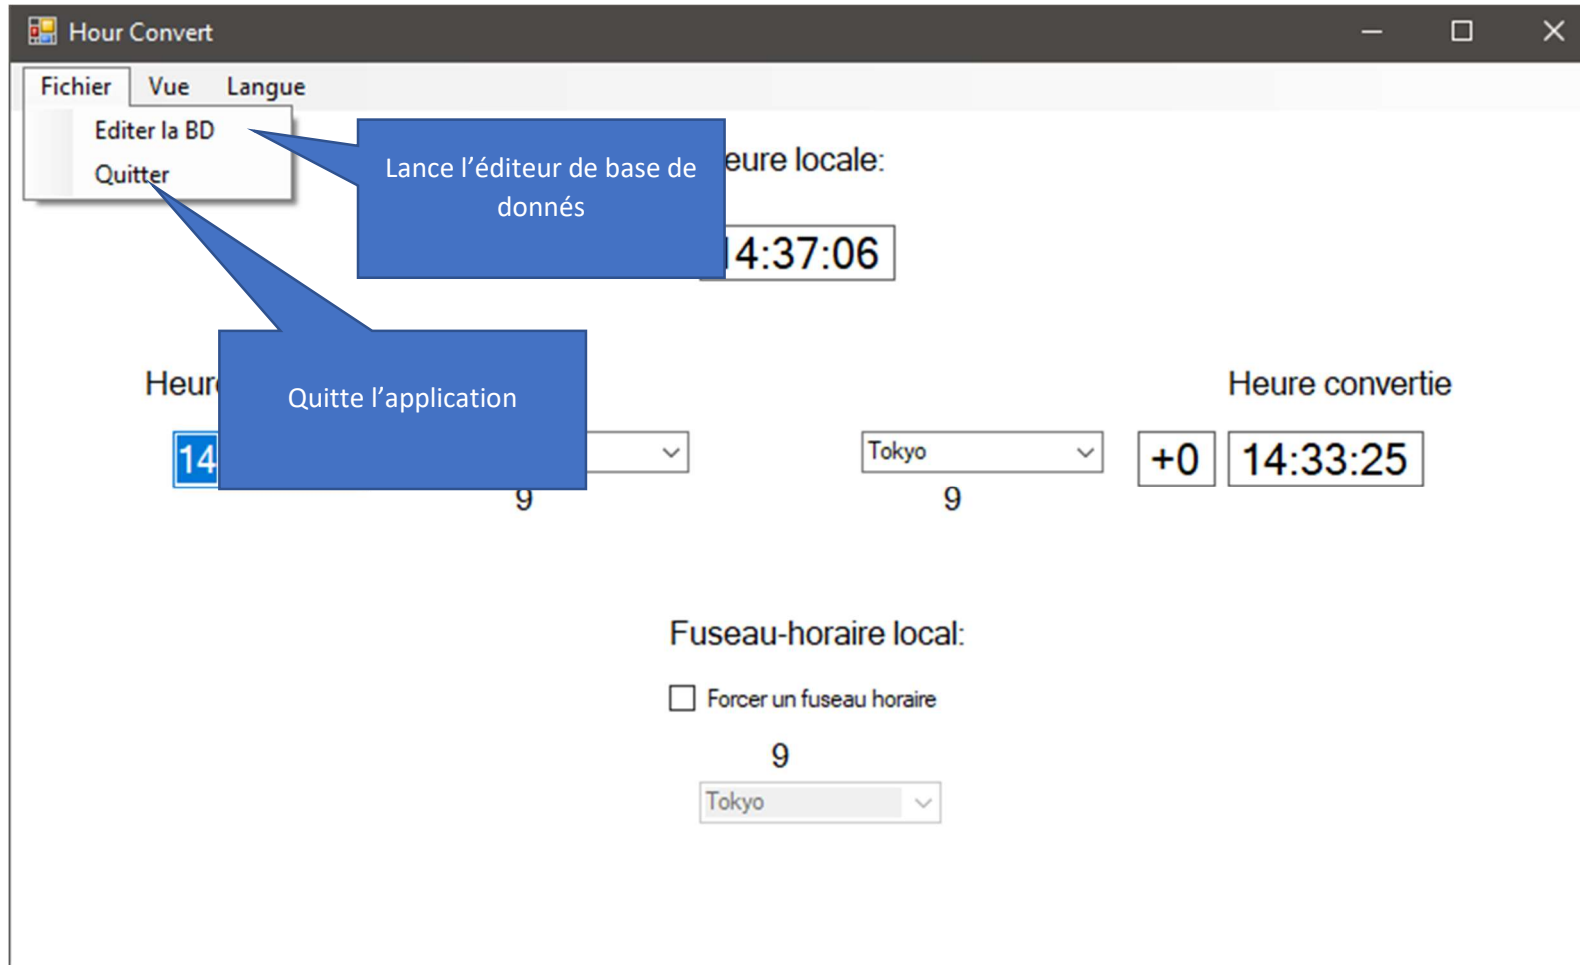 Hour Convert
Fichier Vue Langue
Editer la BD
Quitter
Lance l’éditeur de base de
donnés
eure locale:
4:37:06
Quitte l’application
Heur
Heure convertie
14
Tokyo
+0
14:33:25
9
9
Fuseau-horaire local:
Forcer un fuseau horaire
9
Tokyo